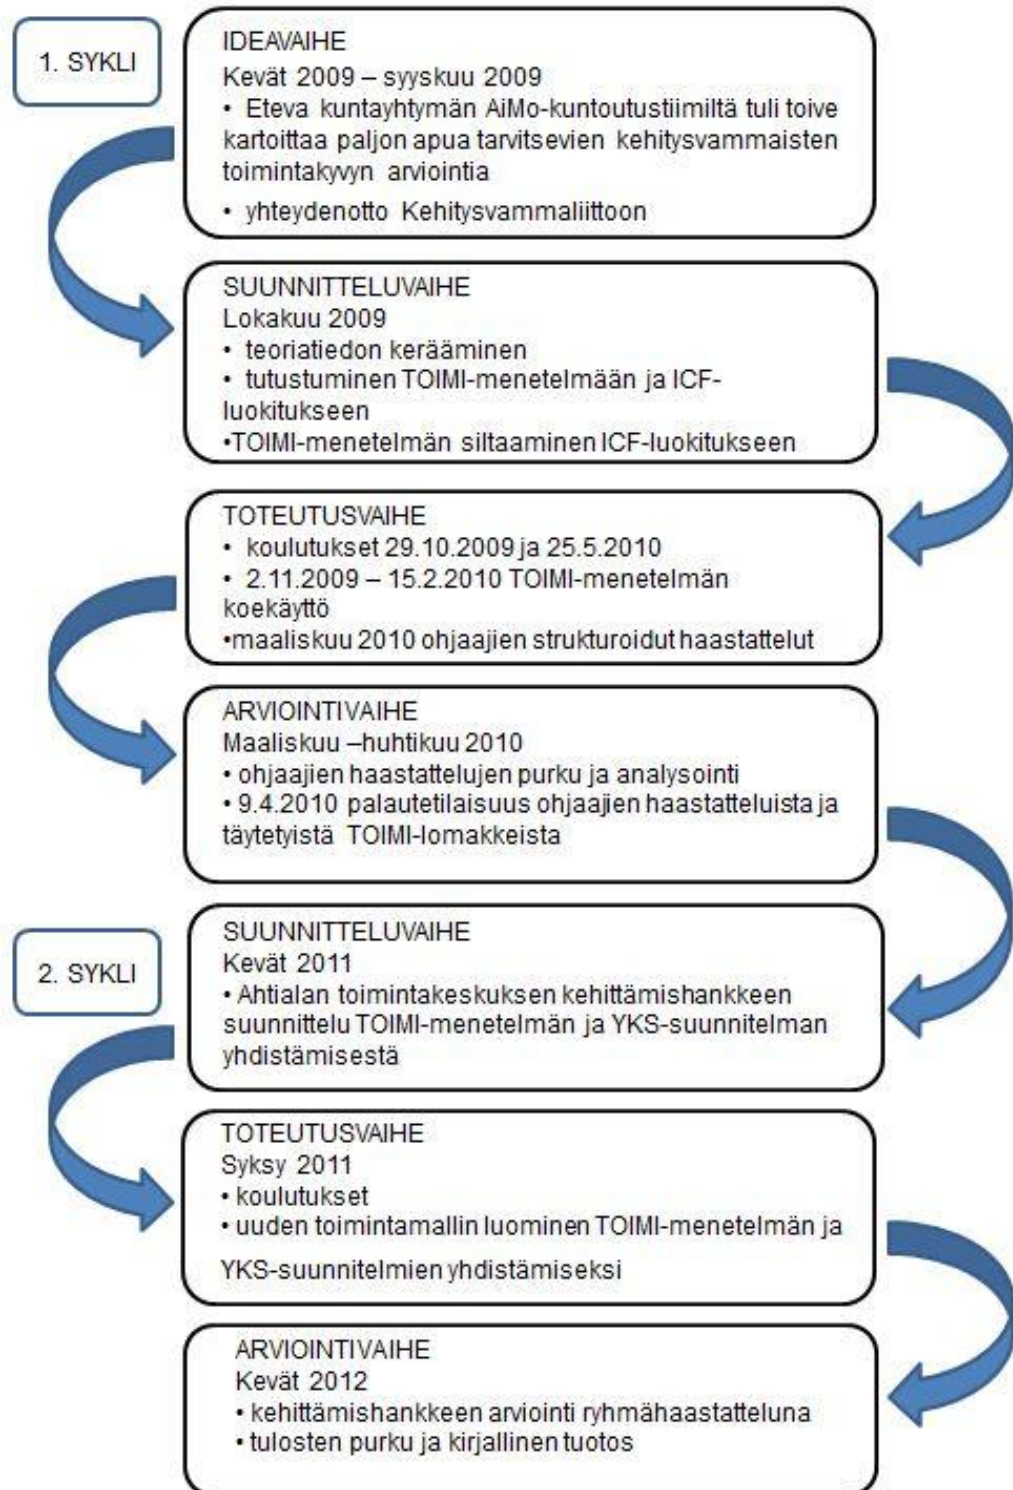 1. SYKLI
IDEAVAIHE
Kevät 2009 – syyskuu 2009
• Eteva kuntayhtymän AiMo-kuntoutustiimiltä tuli toive
kartoittaa paljon apua tarvitsevien kehitysvammaisten
toimintakyvyn arviointia
• yhteydenotto Kehitysvammaliittoon
SUUNNITTELUVAIHE
Lokakuu 2009
• teoriatiedon kerääminen
• tutustuminen TOIMI-menetelmään ja ICF-
luokitukseen
•TOIMI-menetelmän siltaaminen ICF-luokitukseen
TOTEUTUSVAIHE
• koulutukset 29.10.2009 ja 25.5.2010
• 2.11.2009 – 15.2.2010 TOIMI-menetelmän
koekäyttö
•maaliskuu 2010 ohjaajien strukturoidut haastattelut
ARVIOINTIVAIHE
Maaliskuu –huhtikuu 2010
• ohjaajien haastattelujen purku ja analysointi
• 9.4.2010 palautetilaisuus ohjaajien haastatteluista ja
täytetyistä TOIMI-lomakkeista
2. SYKLI
SUUNNITTELUVAIHE
Kevät 2011
• Ahtialan toimintakeskuksen kehittämishankkeen
suunnittelu TOIMI-menetelmän ja YKS-suunnitelman
yhdistämisestä
TOTEUTUSVAIHE
Syksy 2011
• koulutukset
• uuden toimintamallin luominen TOIMI-menetelmän ja
YKS-suunnitelmien yhdistämiseksi
ARVIOINTIVAIHE
Kevät 2012
• kehittämishankkeen arviointi ryhmähaastatteluna
• tulosten purku ja kirjallinen tuotos